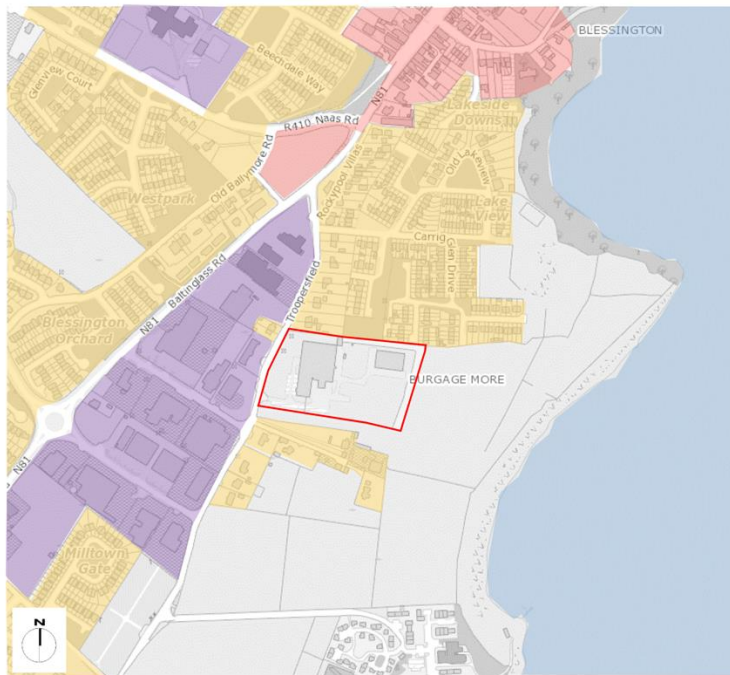 BLESSINGTON
Glenview Court
Beechdale Way
N81
R410 Naas Rd
Lakeside
Downs
Old Ballymore Rd
Rockypool Villas
Old Lakeview
Westpark
Lake
View
Carrig
Glen Drive
Baltinglass Rd
Troopersfield
N81
Blessington
Orchard
BURGAGE MORE
N81
Milltown
Gate
N